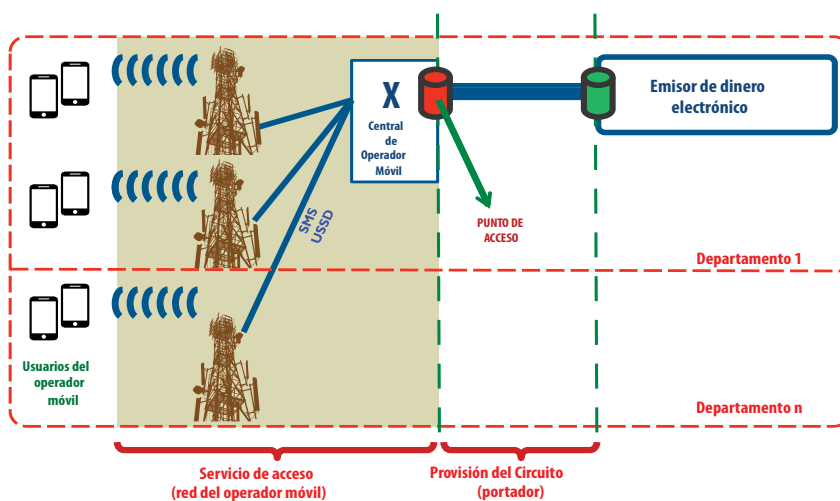 X
Central
de
Operador
Móvil
Emisor de dinero
electrónico
SMS
USSD
PUNTO DE
ACCESO
Departamento 1
Usuarios del
operador
móvil
Departamento n
Servicio de acceso
(red del operador móvil)
Provisión del Circuito
(portador)